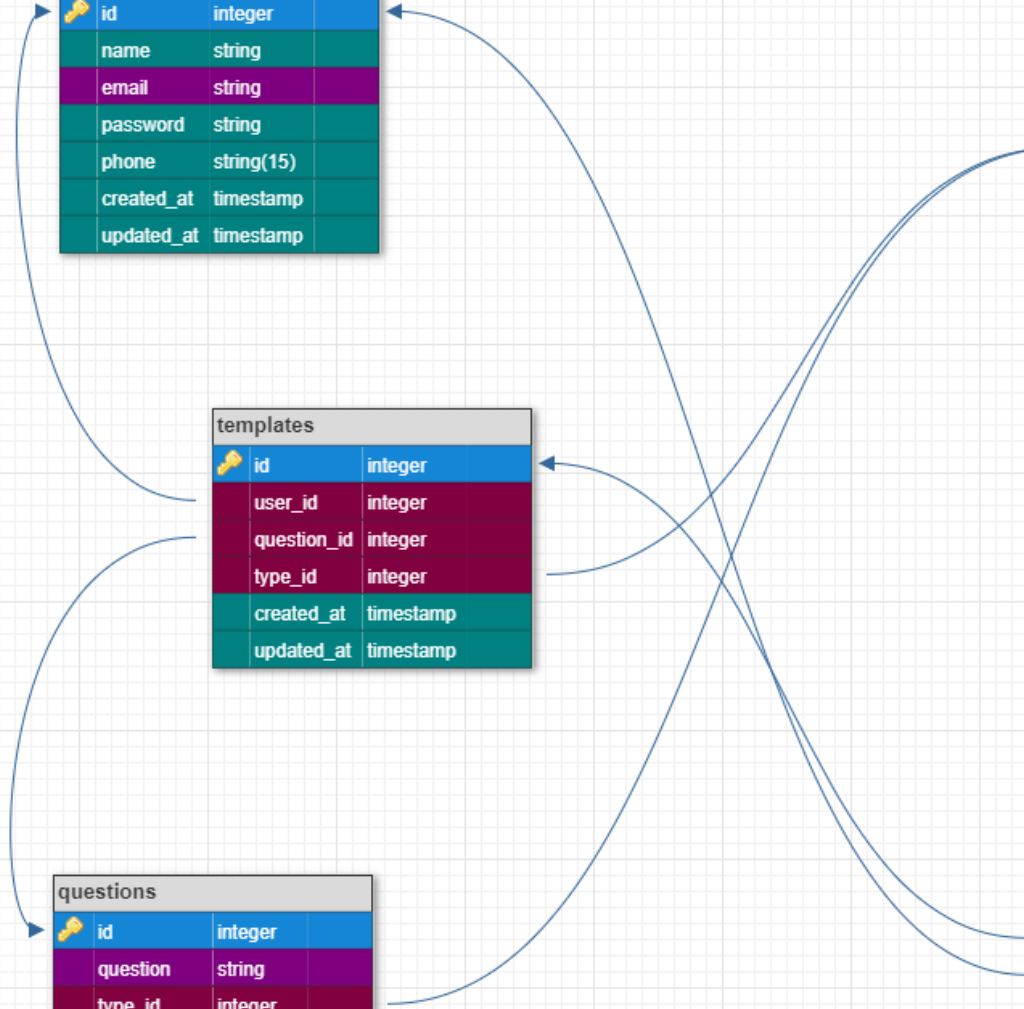 id integer
name string
email string
password string
phone string(15)
created_at timestamp
updated_at timestamp
templates
id integer
user_id integer
question_id integer
type_id integer
created_at timestamp
updated_at timestamp
questions
id integer
question string
type_id integer